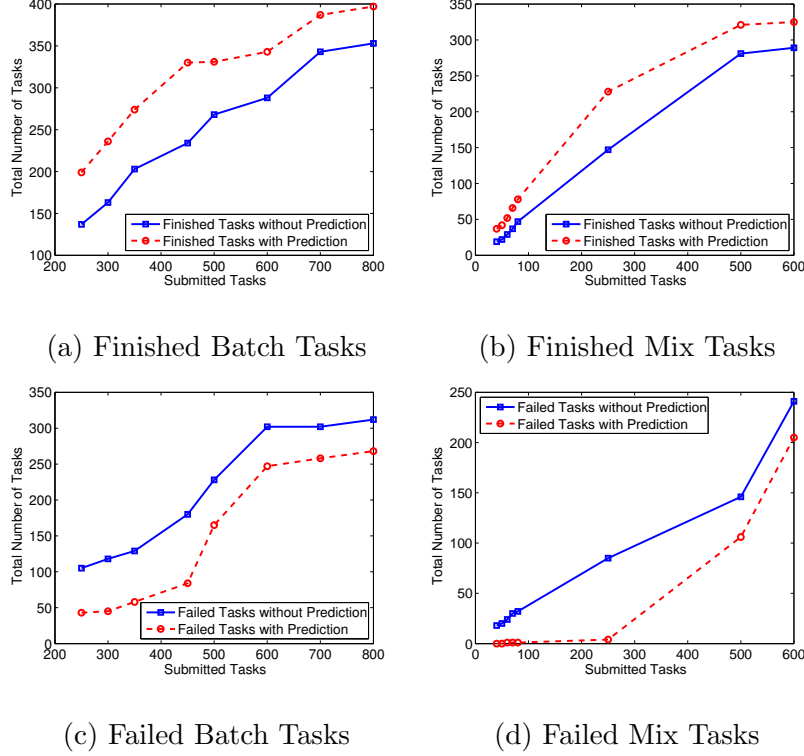 400
350
300
250
200
150
100
200 300 400 500 600 700 800
Total Number of Tasks
Submitted Tasks
Finished Tasks without Prediction
Finished Tasks with Prediction
(a) Finished Batch Tasks
350
300
250
200
150
100
50
0
0 100 200 300 400 500 600
Total Number of Tasks
Submitted Tasks
Finished Tasks without Prediction
Finished Tasks with Prediction
(b) Finished Mix Tasks
350
300
250
200
150
100
50
0
200 300 400 500 600 700 800
Total Number of Tasks
Submitted Tasks
Failed Tasks without Prediction
Failed Tasks with Prediction
(c) Failed Batch Tasks
250
200
150
100
50
0
0 100 200 300 400 500 600
Total Number of Tasks
Submitted Tasks
Failed Tasks without Prediction
Failed Tasks with Prediction
(d) Failed Mix Tasks